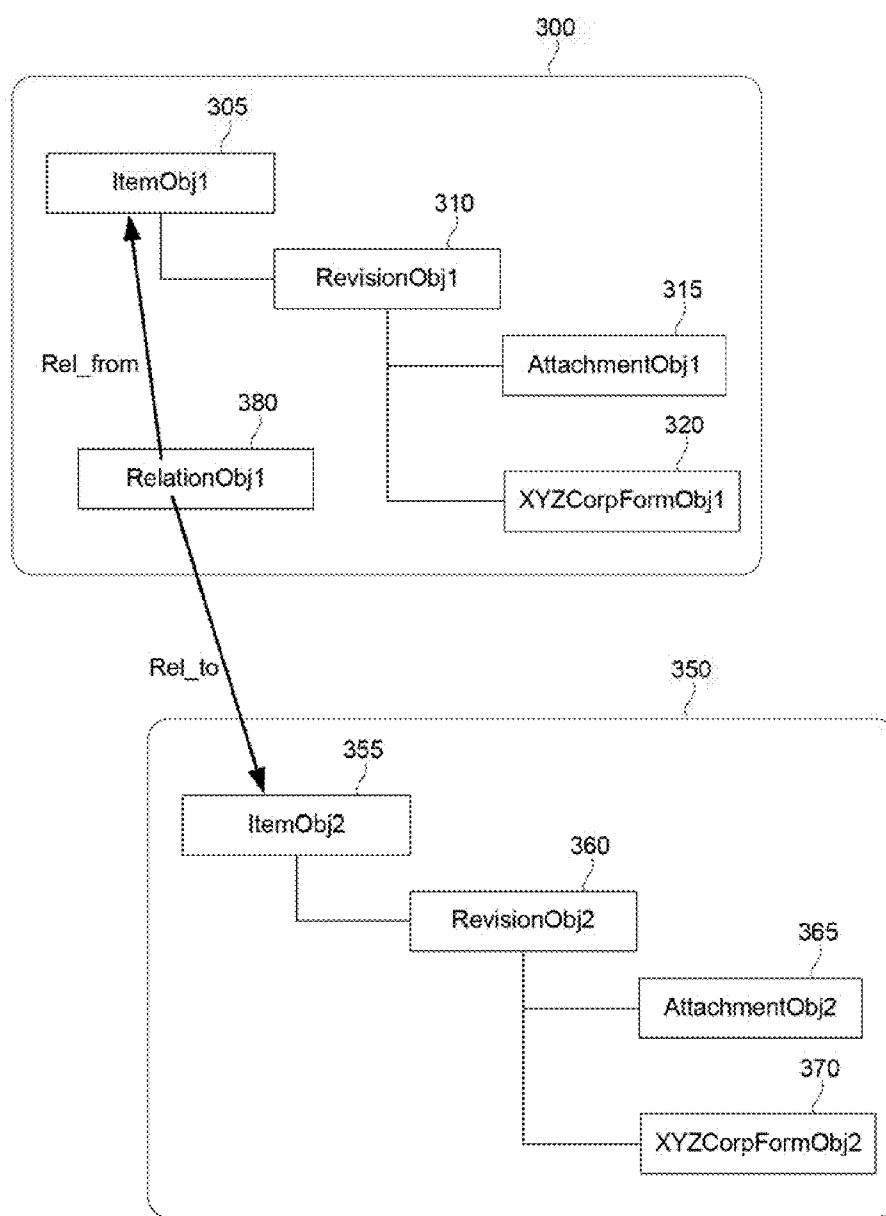 300
305
ItemObj1
310
RevisionObj1
315
AttachmentObj1
Rel_from
380
320
RelationObj1
XYZCorpFormObj1
Rel_to
350
355
ItemObj2
360
RevisionObj2
365
AttachmentObj2
370
XYZCorpFormObj2